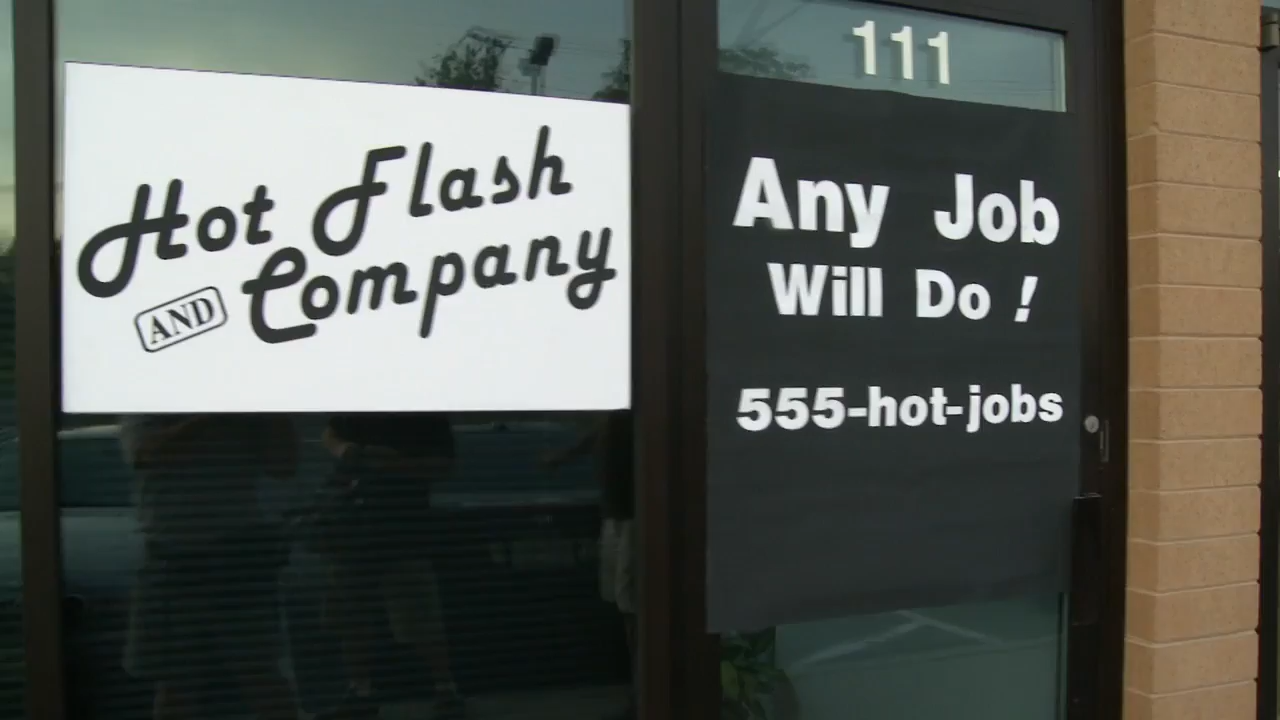 Hot Flash
AND Company
111
Any Job
Will Do !
555-hot-jobs